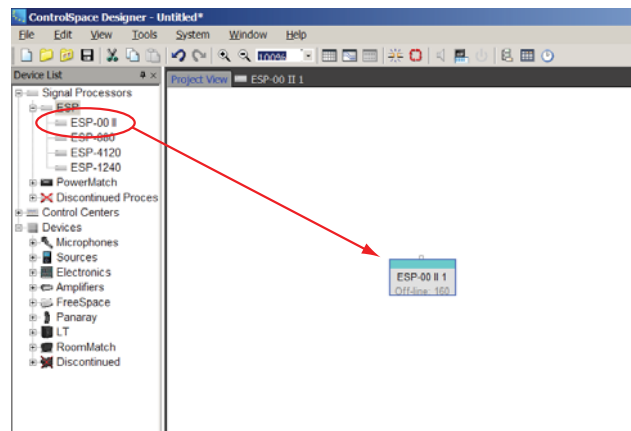 ControlSpace Designer - Untitled*
File Edit View Tools System Window Help
100%
Device List
Project View ESP-00 II 1
Signal Processors
ESP
ESP-00 II
ESP-880
ESP-4120
ESP-1240
PowerMatch
Discontinued Proces
Control Centers
Devices
Microphones
Sources
Electronics
Amplifiers
FreeSpace
Panaray
LT
RoomMatch
Discontinued
ESP-00 II 1
Off-line: 160